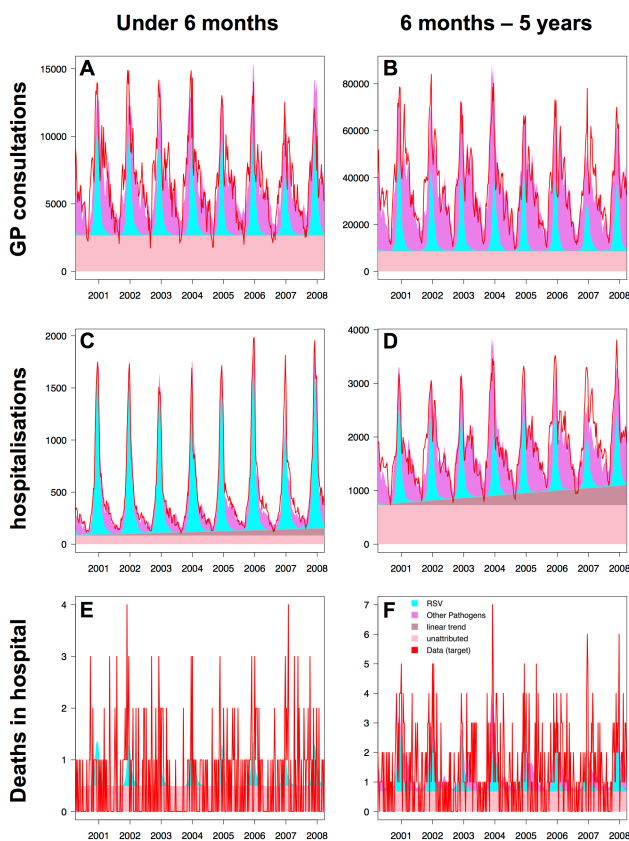 Under 6 months
6 months – 5 years
GP consultations
A
15000
10000
5000
0
2001 2002 2003 2004 2005 2006 2007 2008
B
80000
60000
40000
20000
0
2001 2002 2003 2004 2005 2006 2007 2008
hospitalisations
C
2000
1500
1000
500
0
2001 2002 2003 2004 2005 2006 2007 2008
D
4000
3000
2000
1000
0
2001 2002 2003 2004 2005 2006 2007 2008
Deaths in hospital
E
4
3
2
1
0
2001 2002 2003 2004 2005 2006 2007 2008
F
7
6
5
4
3
2
1
0
RSV
Other Pathogens
linear trend
unattributed
Data (target)
2001 2002 2003 2004 2005 2006 2007 2008